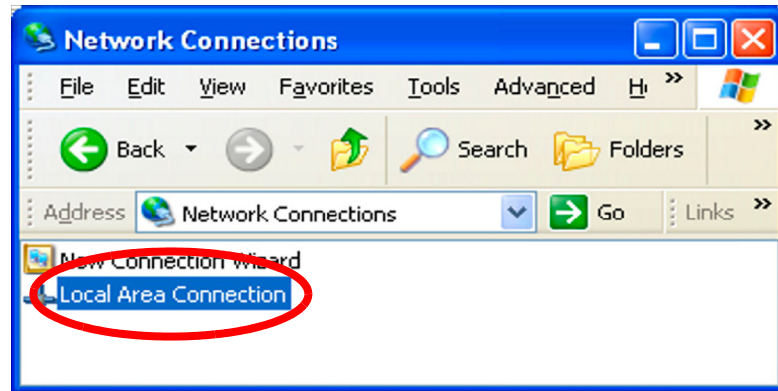 Network Connections
File Edit View Favorites Tools Advanced H »
Back Search Folders »
Address Network Connections Go Links »
New Connection Wizard
Local Area Connection